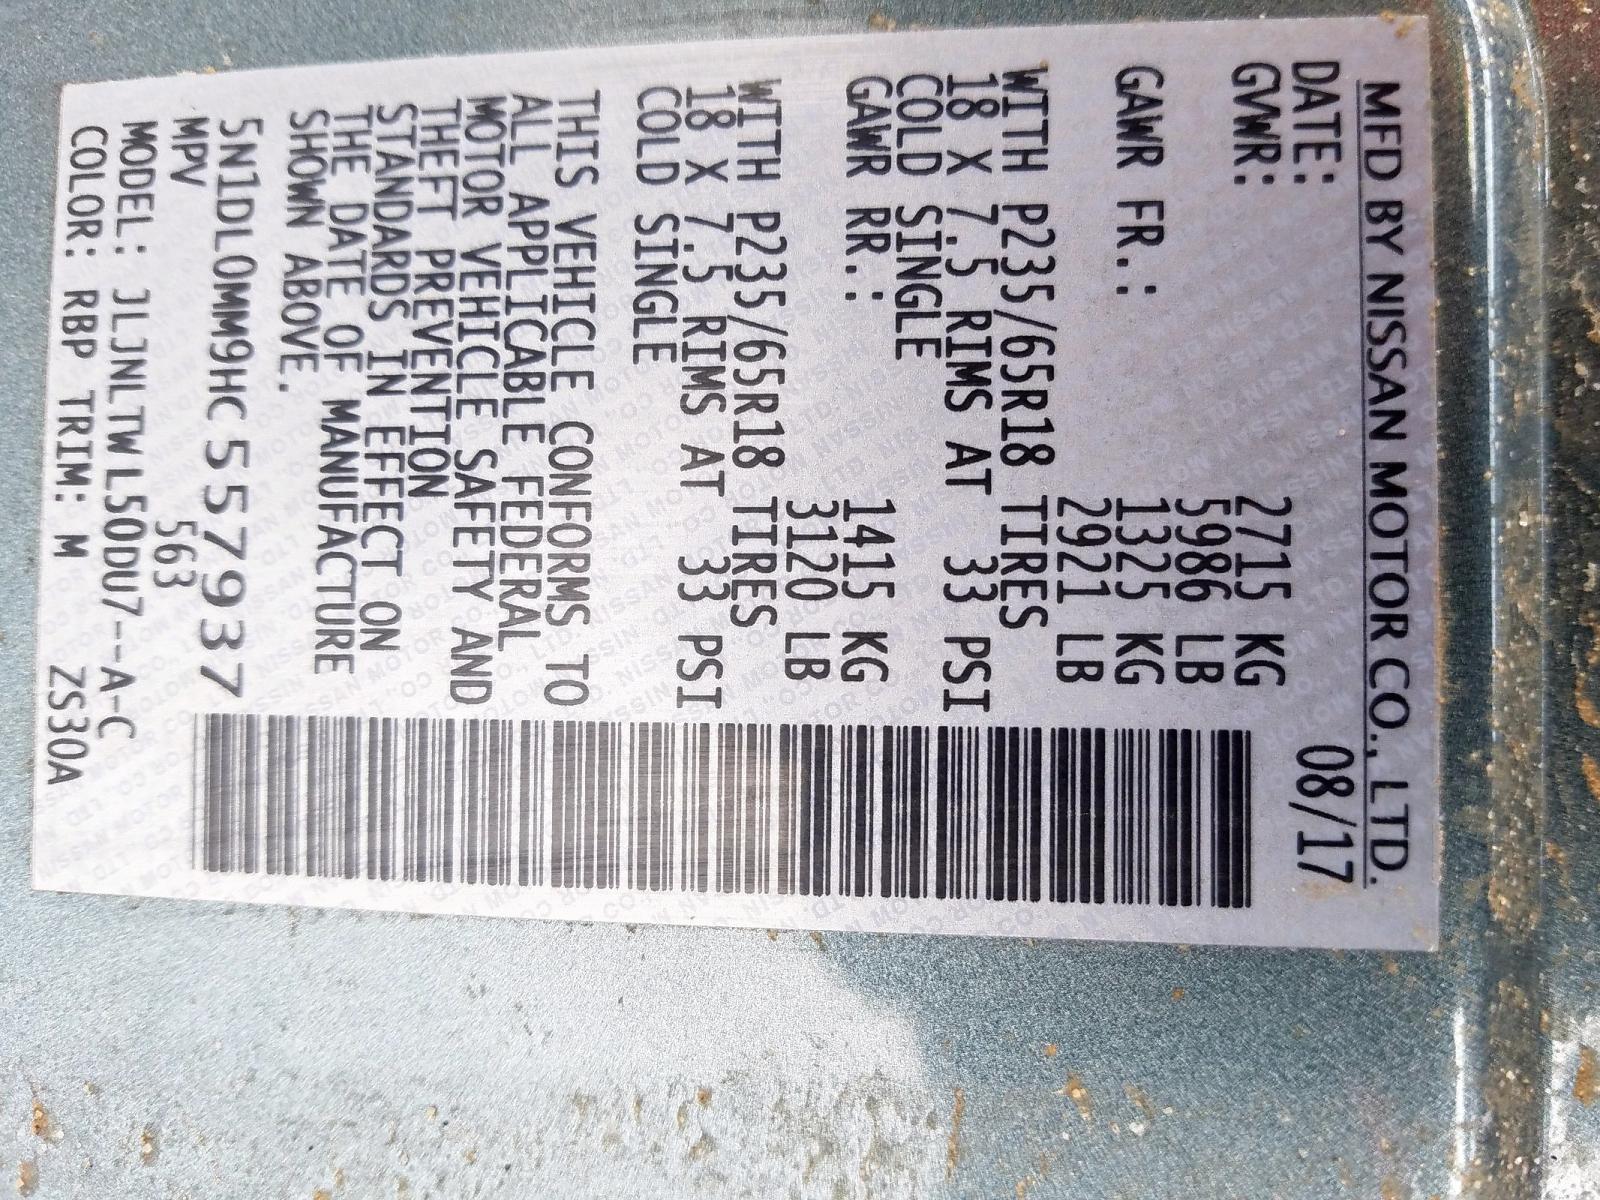 MFD BY NISSAN MOTOR CO., LTD.
DATE: 08/17
GVWR: 2715 KG
5986 LB
GAWR FR.: 1325 KG
2921 LB
WITH P235/65R18 TIRES
18 X 7.5 RIMS AT 33 PSI
COLD SINGLE
GAWR RR.: 1415 KG
3120 LB
WITH P235/65R18 TIRES
18 X 7.5 RIMS AT 33 PSI
COLD SINGLE
THIS VEHICLE CONFORMS TO
ALL APPLICABLE FEDERAL
MOTOR VEHICLE SAFETY AND
THEFT PREVENTION
STANDARDS IN EFFECT ON
THE DATE OF MANUFACTURE
SHOWN ABOVE.
5N1DL0MM9HC557937
MPV 563
MODEL: JLJNLTWL50DU7--A-C
COLOR: RBP TRIM: M ZS30A